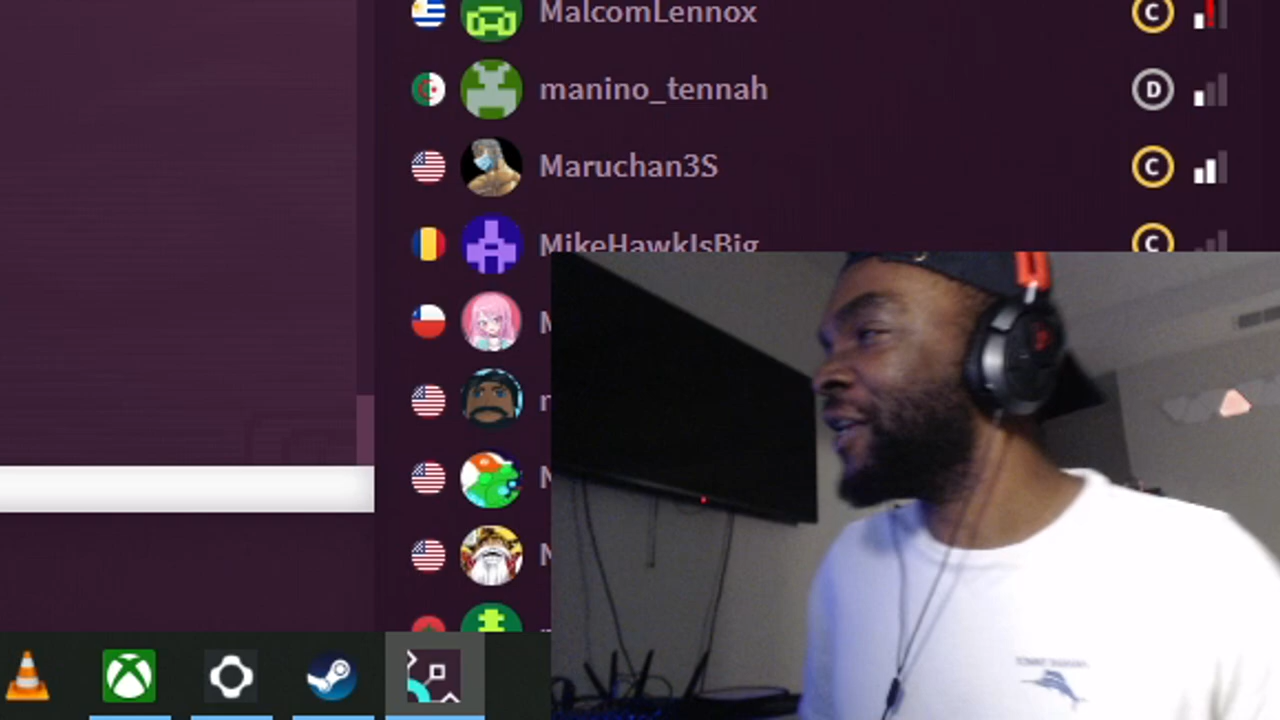 MalcomLennox
C
manino_tennah
D
Maruchan3S
C
MikeHawkIsBig
C